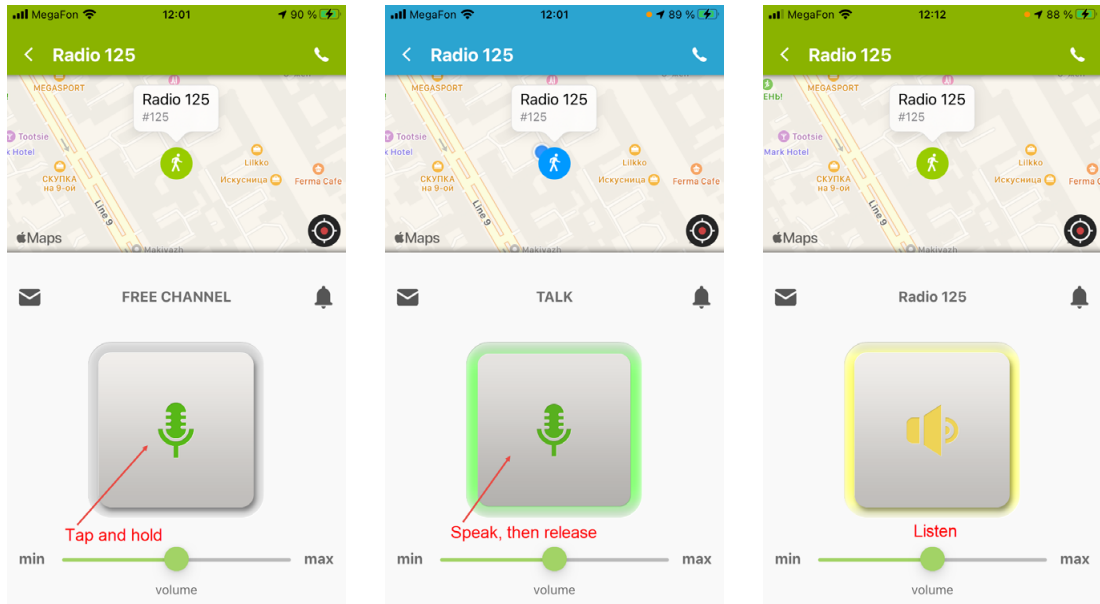 MegaFon 12:01 90 %
Radio 125
MEGASPORT
Radio 125
#125
Tootsie
k Hotel
Lilkko
СКУПКА
на 9-ой
Искусница
Ferma Cafe
Line 9
Maps
Makiyazh
FREE CHANNEL
Tap and hold
min max
volume
MegaFon 12:01 89 %
Radio 125
MEGASPORT
Radio 125
#125
Tootsie
k Hotel
Lilkko
СКУПКА
на 9-ой
Искусница
Ferma Cafe
Line 9
Maps
Makiyazh
TALK
Speak, then release
min max
volume
MegaFon 12:12 88 %
Radio 125
MEGASPORT
ЕНЬ!
Radio 125
#125
Tootsie
Mark Hotel
Lilkko
СКУПКА
на 9-ой
Искусница
Ferma C
Line 9
Maps
Makiyazh
Radio 125
Listen
min max
volume